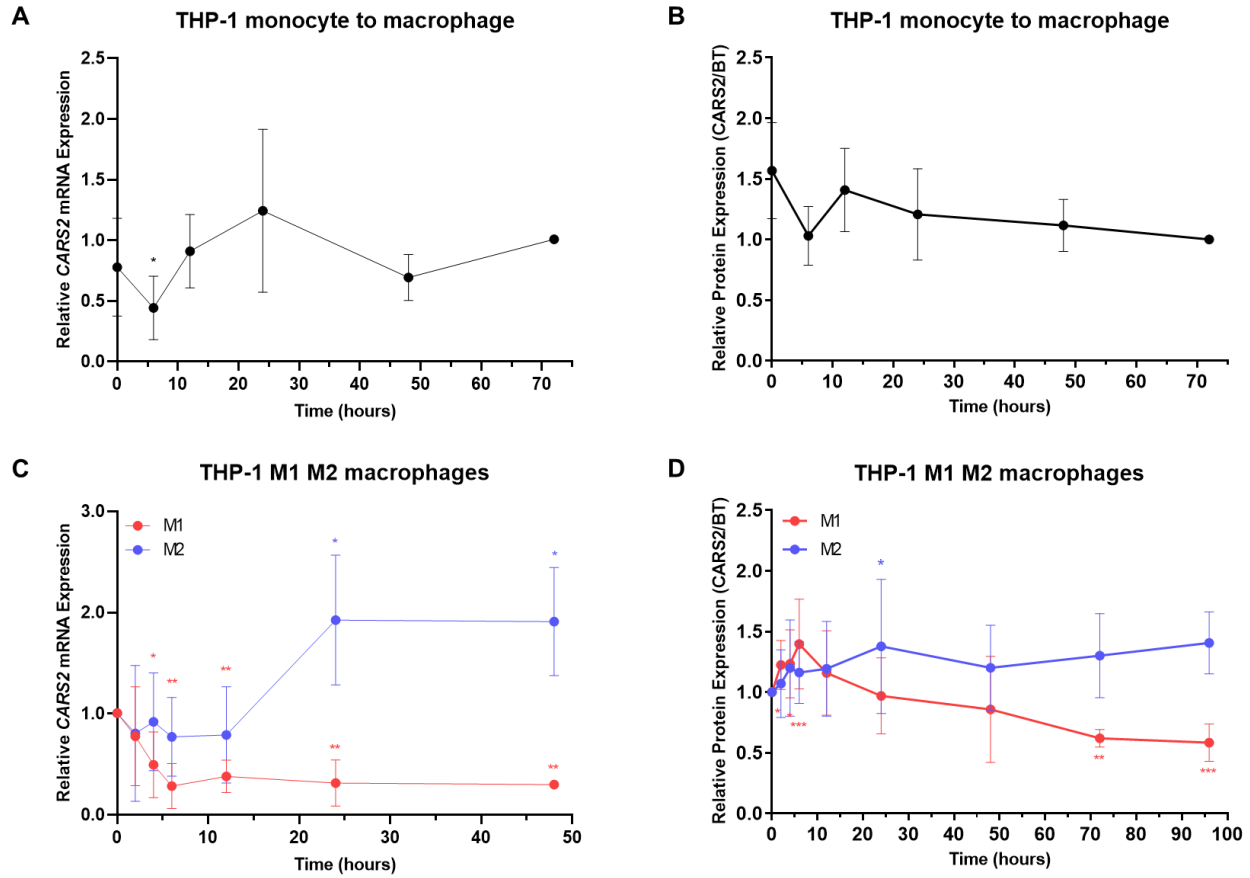 A
THP-1 monocyte to macrophage
Relative CARS2 mRNA Expression
2.5
2.0
1.5
1.0
0.5
0.0
*
0 10 20 30 40 50 60 70
Time (hours)
B
THP-1 monocyte to macrophage
Relative Protein Expression (CARS2/BT)
2.5
2.0
1.5
1.0
0.5
0.0
0 10 20 30 40 50 60 70
Time (hours)
C
THP-1 M1 M2 macrophages
Relative CARS2 mRNA Expression
3.0
2.0
1.0
0.0
M1
M2
* ** ** * ** * **
0 10 20 30 40 50
Time (hours)
D
THP-1 M1 M2 macrophages
Relative Protein Expression (CARS2/BT)
2.5
2.0
1.5
1.0
0.5
0.0
M1
M2
* * *** * ** ***
0 10 20 30 40 50 60 70 80 90 100
Time (hours)